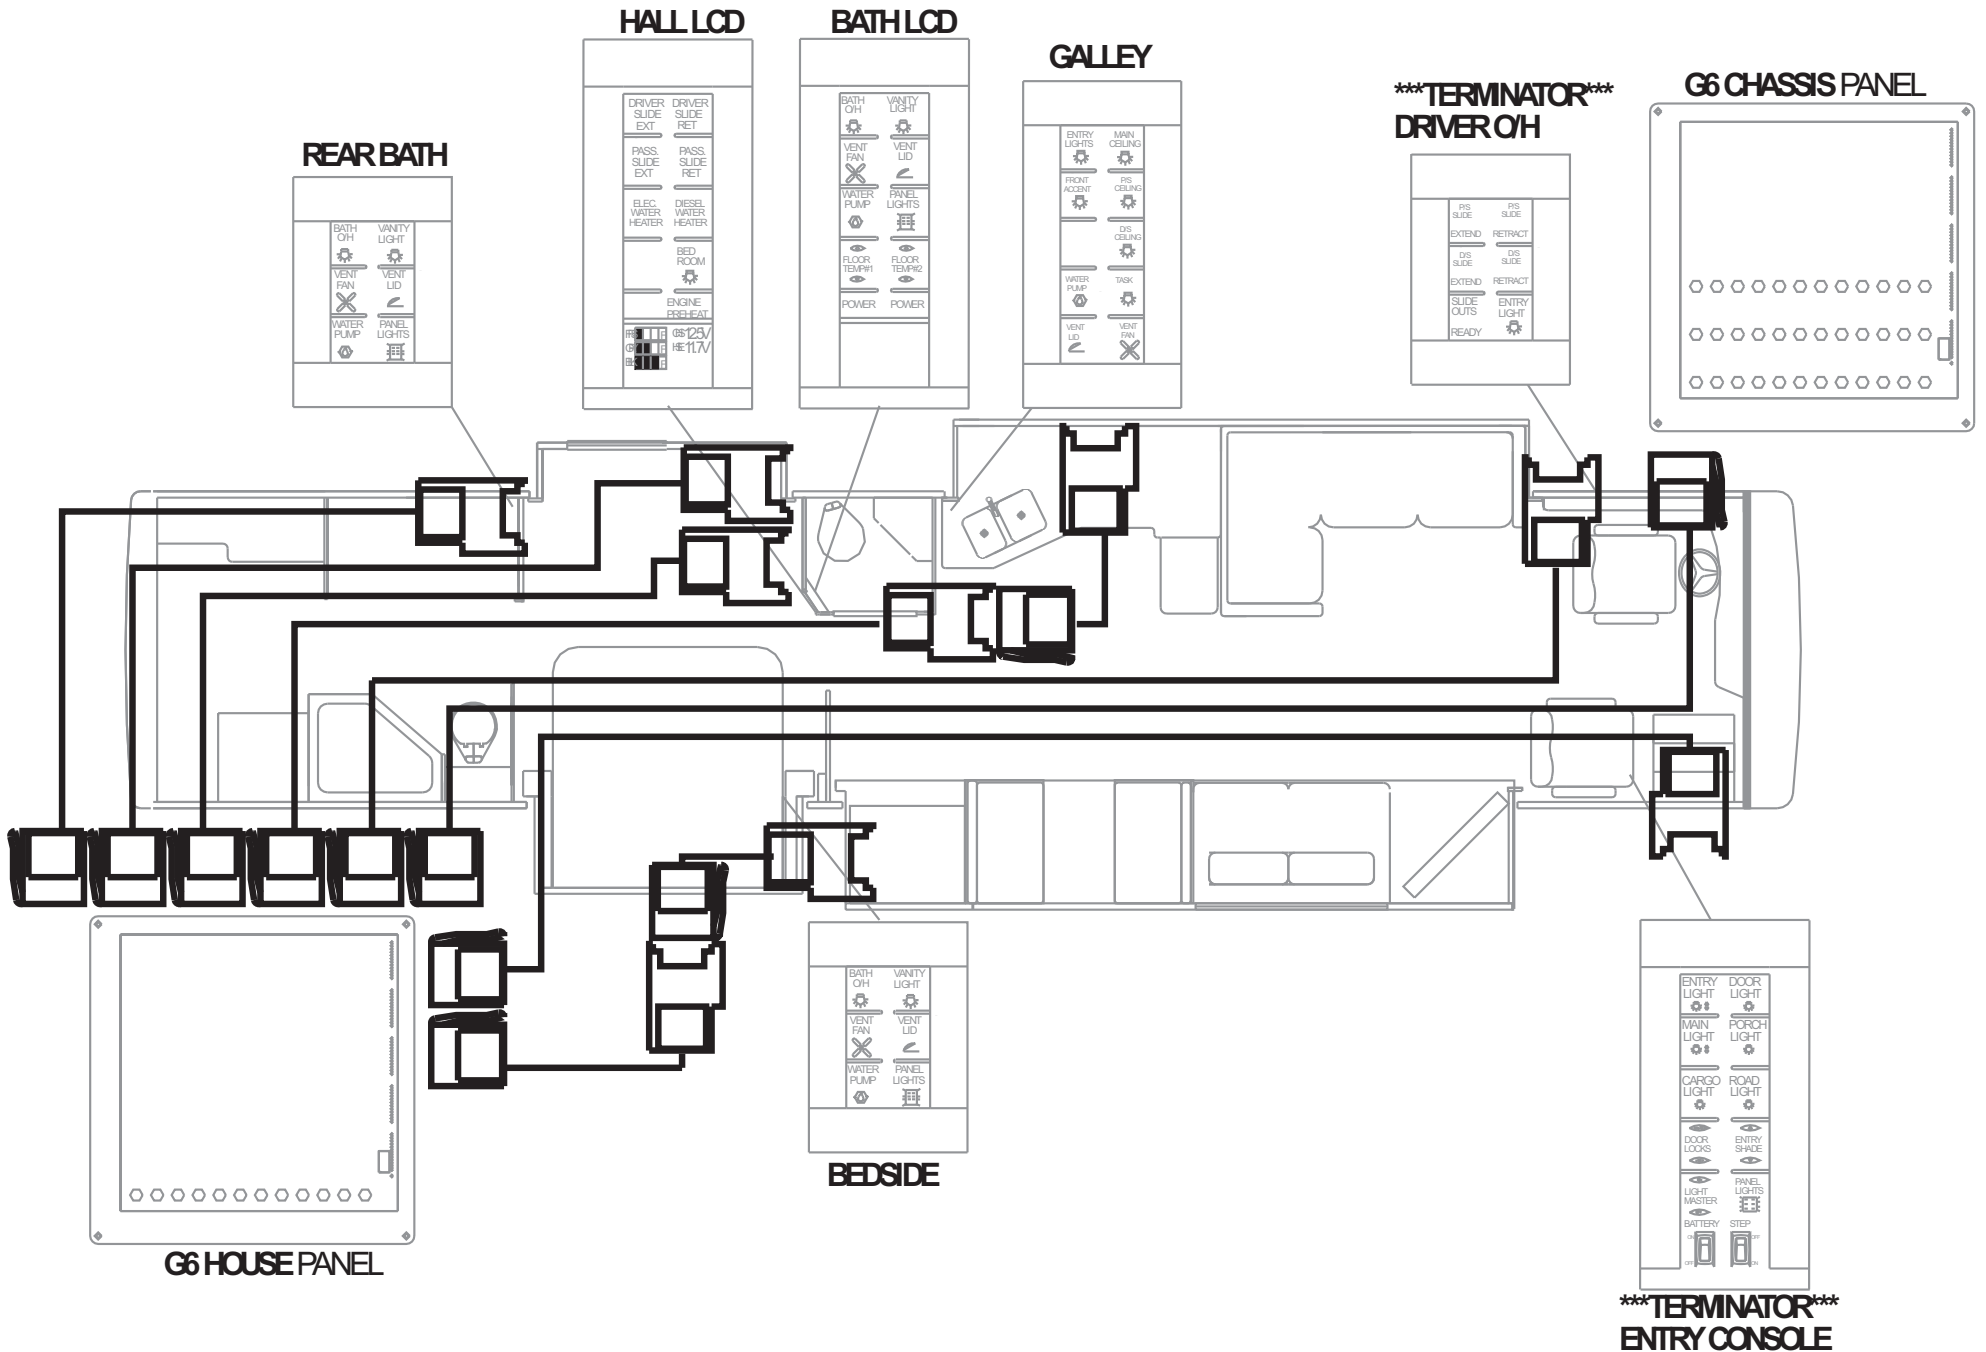 HALL LCD
DRIVER SLIDE EXT
DRIVER SLIDE RET
PASS. SLIDE EXT
PASS. SLIDE RET
ELEC. WATER HEATER
DIESEL WATER HEATER
BED ROOM
ENGINE PREHEAT
12.5V
11.7V
BATH LCD
BATH O/H
VANITY LIGHT
VENT FAN
VENT LID
WATER PUMP
PANEL LIGHTS
FLOOR TEMP#1
FLOOR TEMP#2
POWER
POWER
GALLEY
ENTRY LIGHTS
MAIN CEILING
FRONT ACCENT
P/S CEILING
D/S CEILING
WATER PUMP
TASK
VENT LID
VENT FAN
***TERMINATOR***
DRIVER O/H
P/S SLIDE EXTEND
P/S SLIDE RETRACT
D/S SLIDE EXTEND
D/S SLIDE RETRACT
SLIDE OUTS READY
ENTRY LIGHT
G6 CHASSIS PANEL
REAR BATH
BATH O/H
VANITY LIGHT
VENT FAN
VENT LID
WATER PUMP
PANEL LIGHTS
G6 HOUSE PANEL
BATH O/H
VANITY LIGHT
VENT FAN
VENT LID
WATER PUMP
PANEL LIGHTS
BEDSIDE
ENTRY LIGHT
DOOR LIGHT
MAIN LIGHT
PORCH LIGHT
CARGO LIGHT
ROAD LIGHT
DOOR LOCKS
ENTRY SHADE
LIGHT MASTER
PANEL LIGHTS
BATTERY
STEP
ON
OFF
OFF
ON
***TERMINATOR***
ENTRY CONSOLE